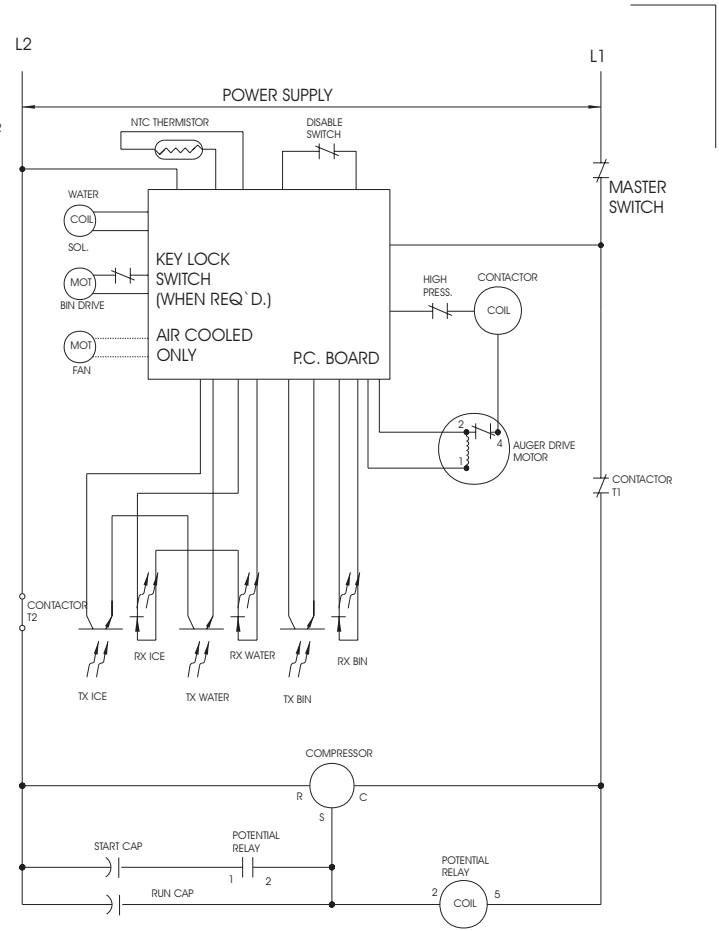 L2
L1
POWER SUPPLY
R
NTC THERMISTOR
DISABLE
SWITCH
MASTER
SWITCH
WATER
COIL
SOL.
KEY LOCK
SWITCH
(WHEN REQ`D.)
MOT
BIN DRIVE
HIGH
PRESS.
CONTACTOR
COIL
AIR COOLED
ONLY
MOT
FAN
P.C. BOARD
2
4
1
AUGER DRIVE
MOTOR
CONTACTOR
T1
CONTACTOR
T2
RX ICE
RX WATER
RX BIN
TX ICE
TX WATER
TX BIN
COMPRESSOR
R
C
S
START CAP
POTENTIAL
RELAY
1
2
RUN CAP
POTENTIAL
RELAY
2
COIL
5